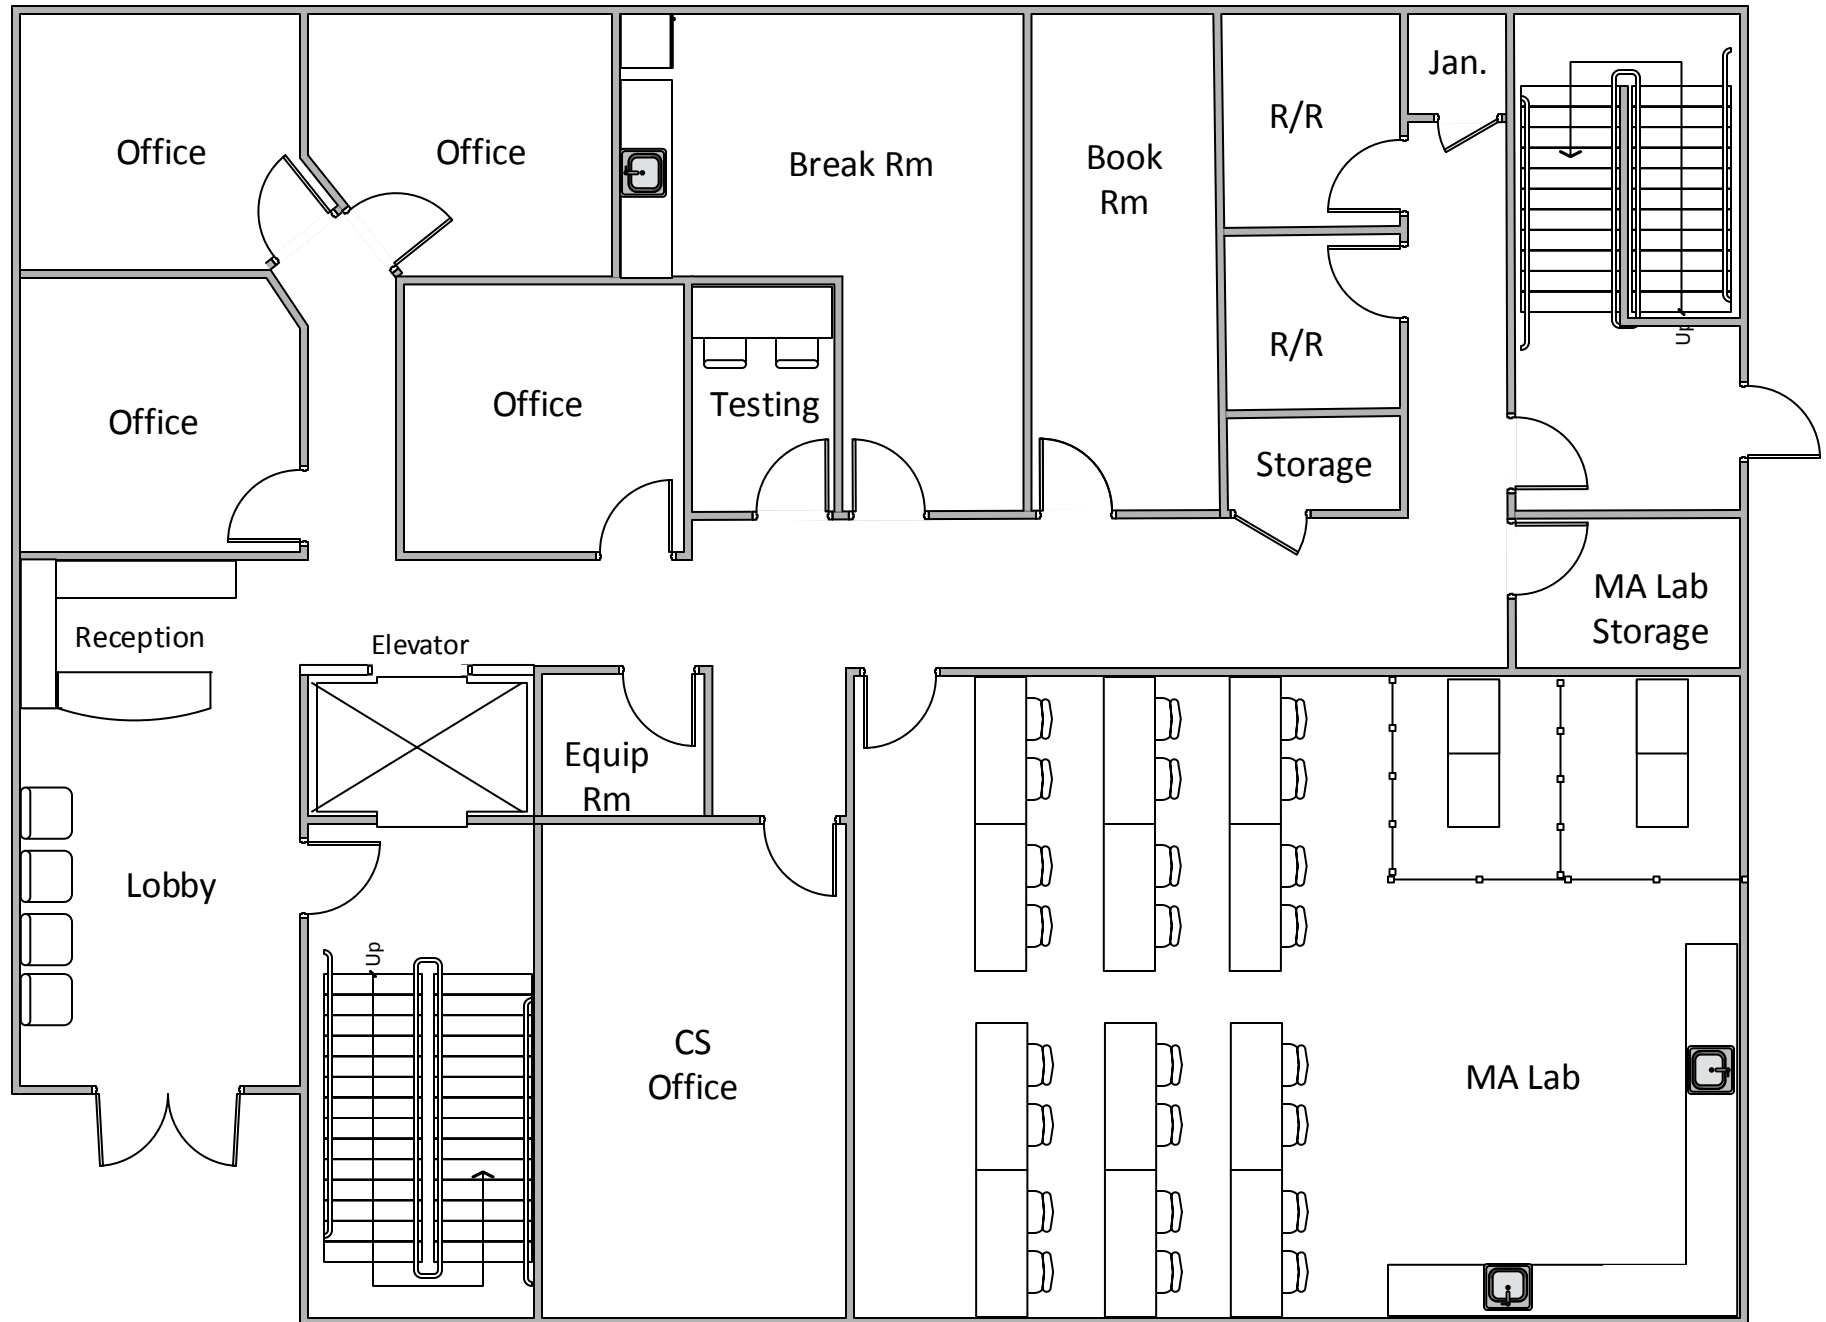 Jan.
R/R
Office
Office
Break Rm
Book
Rm
Up
R/R
Office
Office
Testing
Storage
MA Lab
Storage
Reception
Elevator
Equip
Rm
Lobby
Up
CS
Office
MA Lab